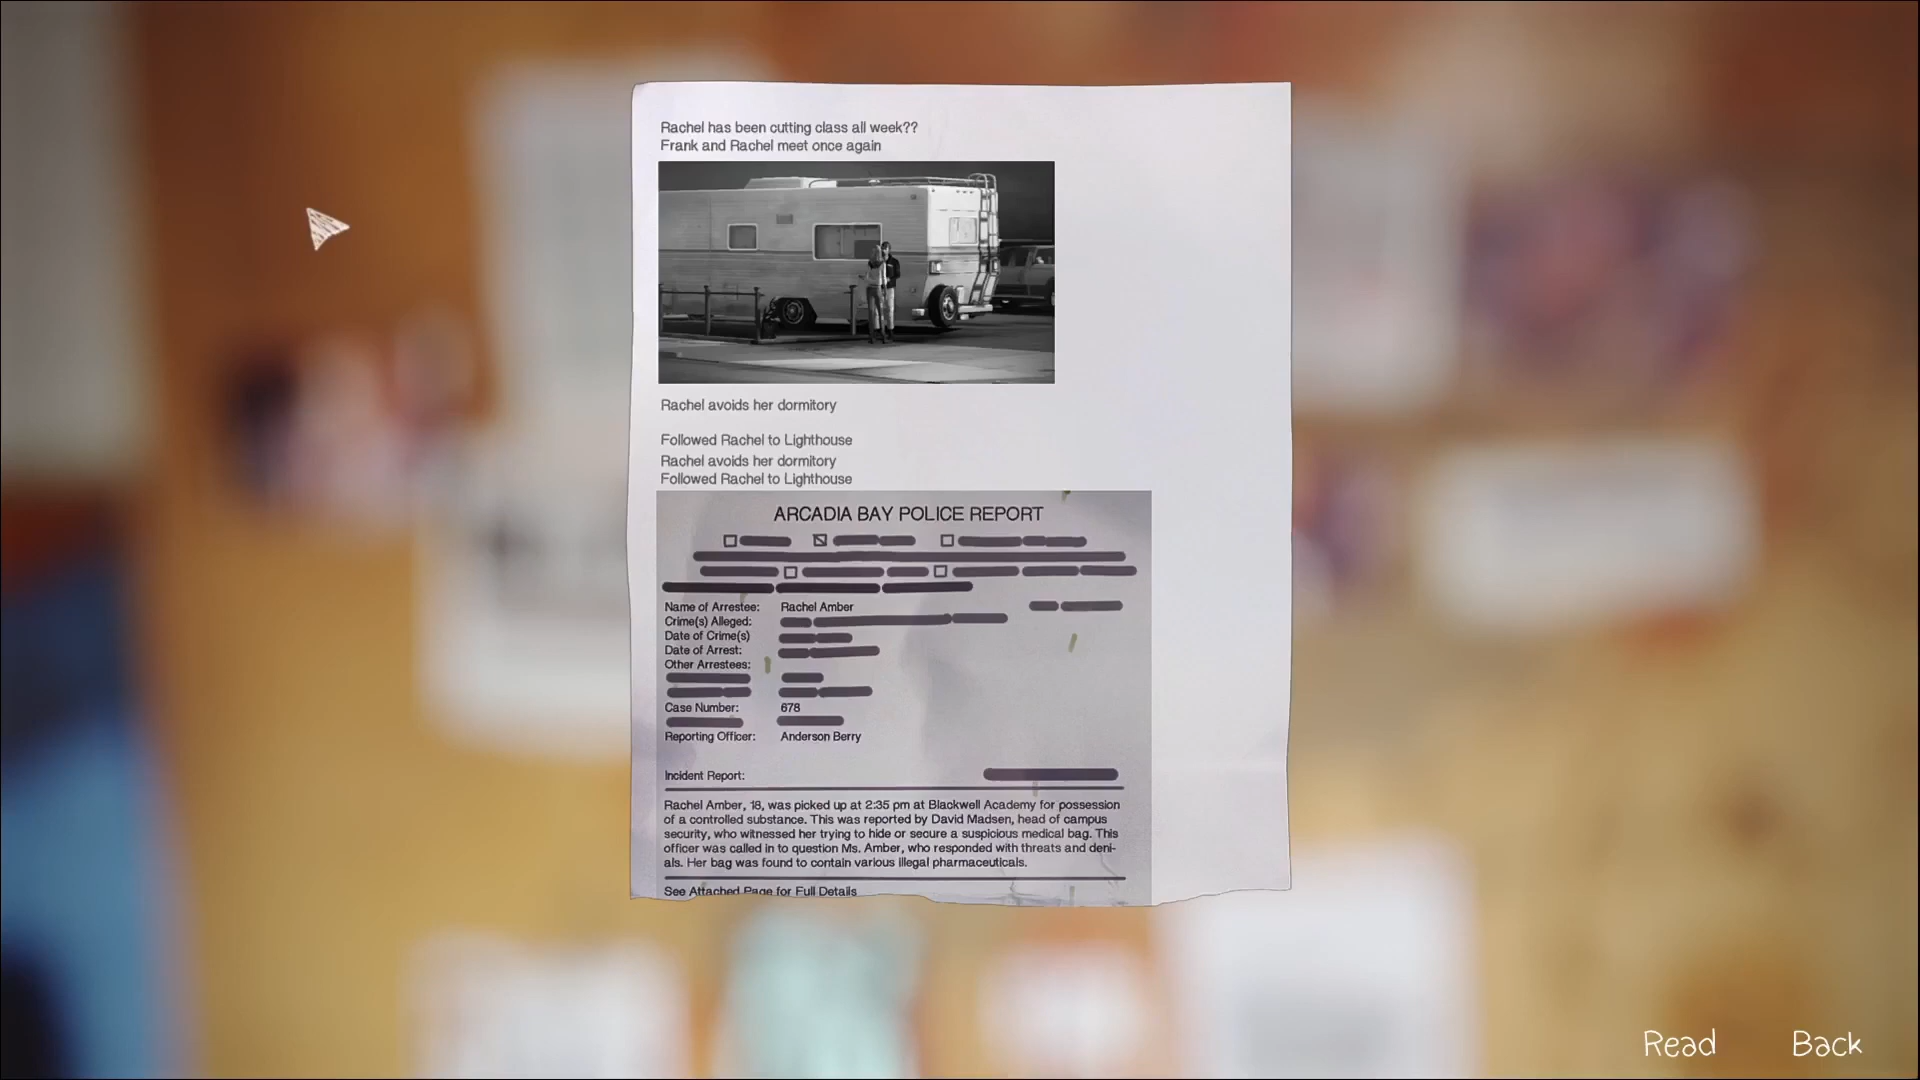 Rachel has been cutting class all week??
Frank and Rachel meet once again
Rachel avoids her dormitory
Followed Rachel to Lighthouse
Rachel avoids her dormitory
Followed Rachel to Lighthouse
ARCADIA BAY POLICE REPORT
Name of Arrestee: Rachel Amber
Crime(s) Alleged:
Date of Crime(s)
Date of Arrest:
Other Arrestees:
Case Number: 678
Reporting Officer: Anderson Berry
Incident Report:
Rachel Amber, 18, was picked up at 2:35 pm at Blackwell Academy for possession
of a controlled substance. This was reported by David Madsen, head of campus
security, who witnessed her trying to hide or secure a suspicious medical bag. This
officer was called in to question Ms. Amber, who responded with threats and deni-
als. Her bag was found to contain various illegal pharmaceuticals.
See Attached Page for Full Details
Read Back